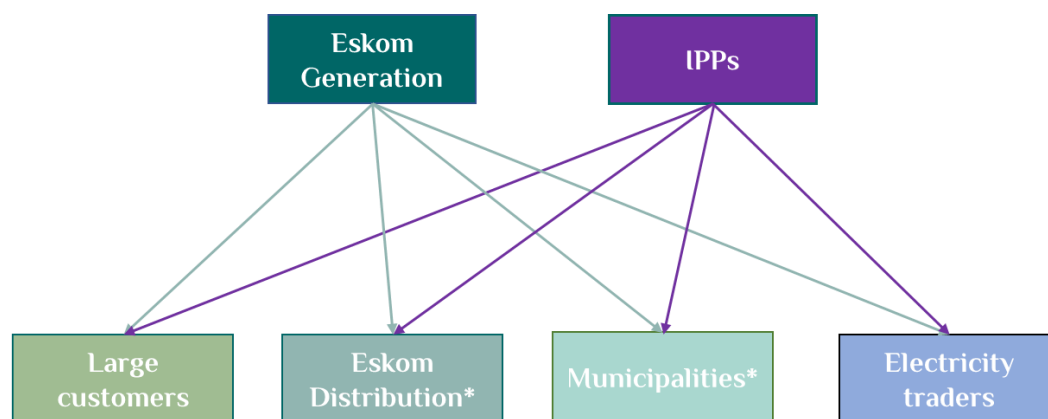 Eskom
Generation
IPPs
Large
customers
Eskom
Distribution*
Municipalities*
Electricity
traders